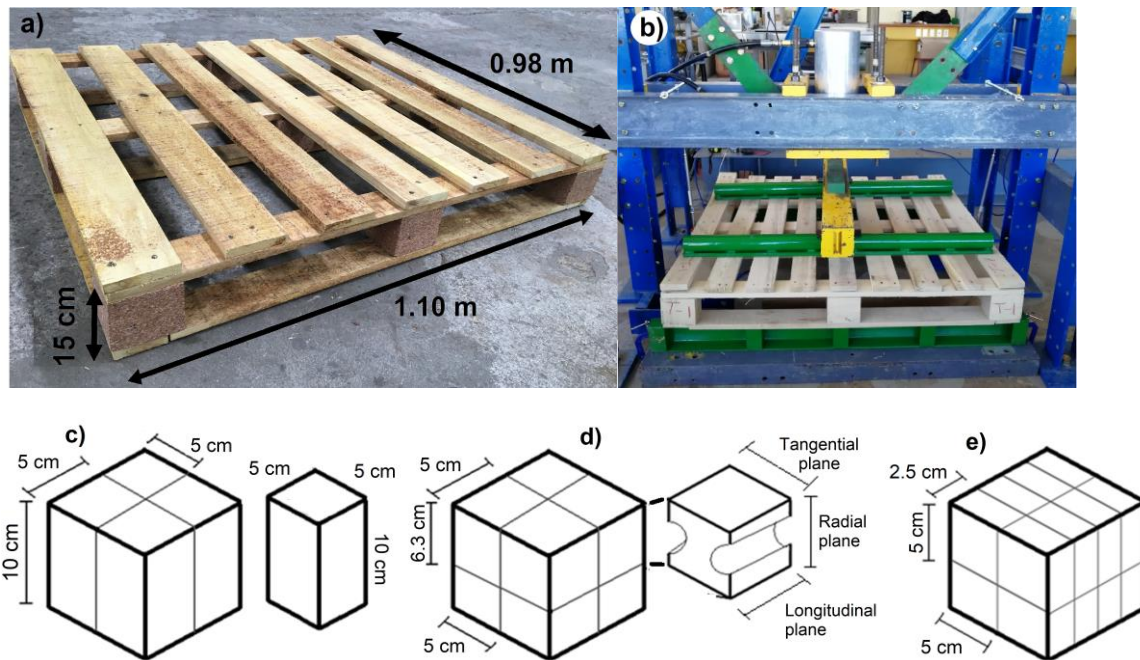 a)
0.98 m
1.10 m
15 cm
b)
T-1
T-1
c)
5 cm
5 cm
10 cm
5 cm
5 cm
10 cm
d)
5 cm
6.3 cm
5 cm
Tangential
plane
Radial
plane
Longitudinal
plane
e)
2.5 cm
5 cm
5 cm